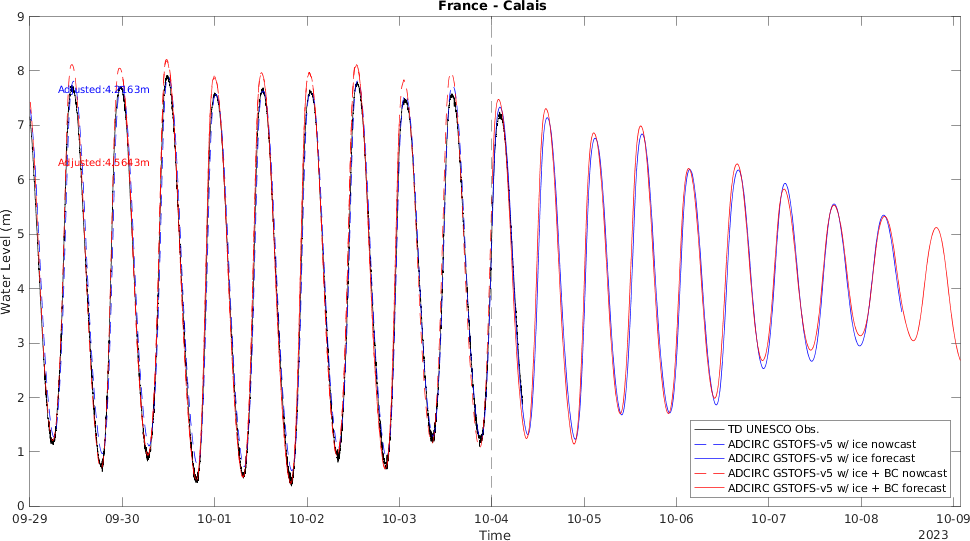 France - Calais
9
8
7
6
5
4
3
2
1
0
Water Level (m)
Adjusted:4.2163m
Adjusted:4.5643m
TD UNESCO Obs.
ADCIRC GSTOFS-v5 w/ ice nowcast
ADCIRC GSTOFS-v5 w/ ice forecast
ADCIRC GSTOFS-v5 w/ ice + BC nowcast
ADCIRC GSTOFS-v5 w/ ice + BC forecast
09-29 09-30 10-01 10-02 10-03 10-04 10-05 10-06 10-07 10-08 10-09
Time
2023